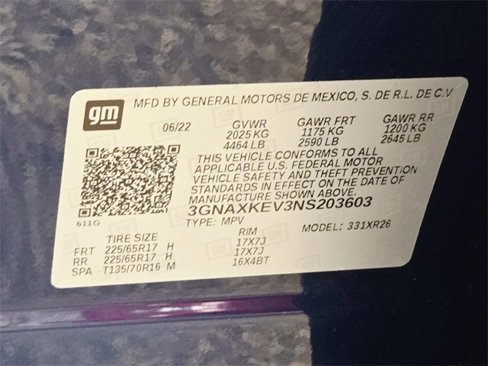 gm
MFD BY GENERAL MOTORS DE MEXICO, S. DE R.L. DE C.V
06/22 GVWR GAWR FRT GAWR RR
2025 KG 1175 KG 1200 KG
4464 LB 2590 LB 2645 LB
THIS VEHICLE CONFORMS TO ALL
APPLICABLE U.S. FEDERAL MOTOR
VEHICLE SAFETY AND THEFT PREVENTION
STANDARDS IN EFFECT ON THE DATE OF
MANUFACTURE SHOWN ABOVE.
3GNAXKEV3NS203603
611G
TYPE: MPV MODEL: 331XR26
TIRE SIZE RIM
FRT 225/65R17 H 17X7J
RR 225/65R17 H 17X7J
SPA T135/70R16 M 16X4BT